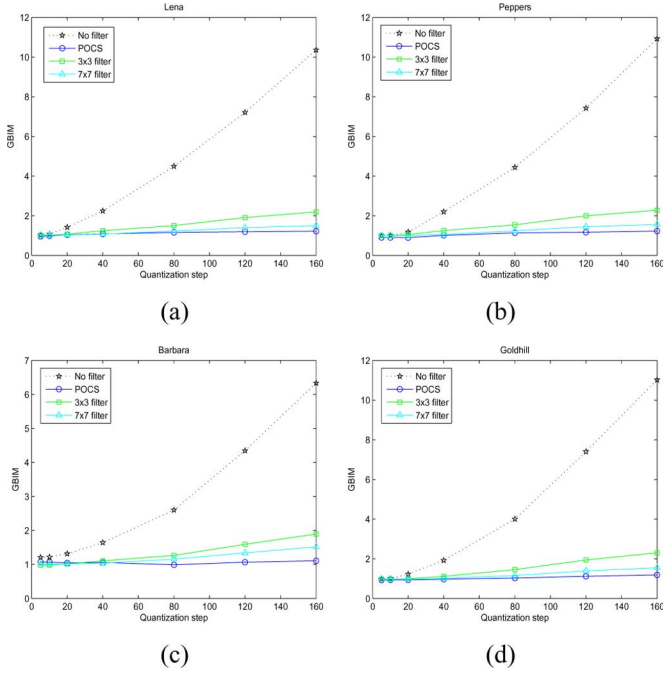 Lena
12
10
8
6
4
2
0
GBIM
No filter
POCS
3x3 filter
7x7 filter
0 20 40 60 80 100 120 140 160
Quantization step
(a)
Peppers
12
10
8
6
4
2
0
GBIM
No filter
POCS
3x3 filter
7x7 filter
0 20 40 60 80 100 120 140 160
Quantization step
(b)
Barbara
7
6
5
4
3
2
1
0
GBIM
No filter
POCS
3x3 filter
7x7 filter
0 20 40 60 80 100 120 140 160
Quantization step
(c)
Goldhill
12
10
8
6
4
2
0
GBIM
No filter
POCS
3x3 filter
7x7 filter
0 20 40 60 80 100 120 140 160
Quantization step
(d)